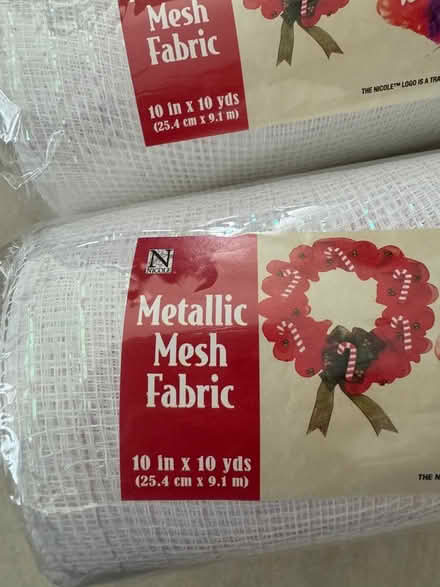 Mesh
Fabric
10 in x 10 yds
(25.4 cm x 9.1 m)
THE NICOLE™ LOGO IS A TRA
N
NICOLE
Metallic
Mesh
Fabric
10 in x 10 yds
(25.4 cm x 9.1 m)
THE N